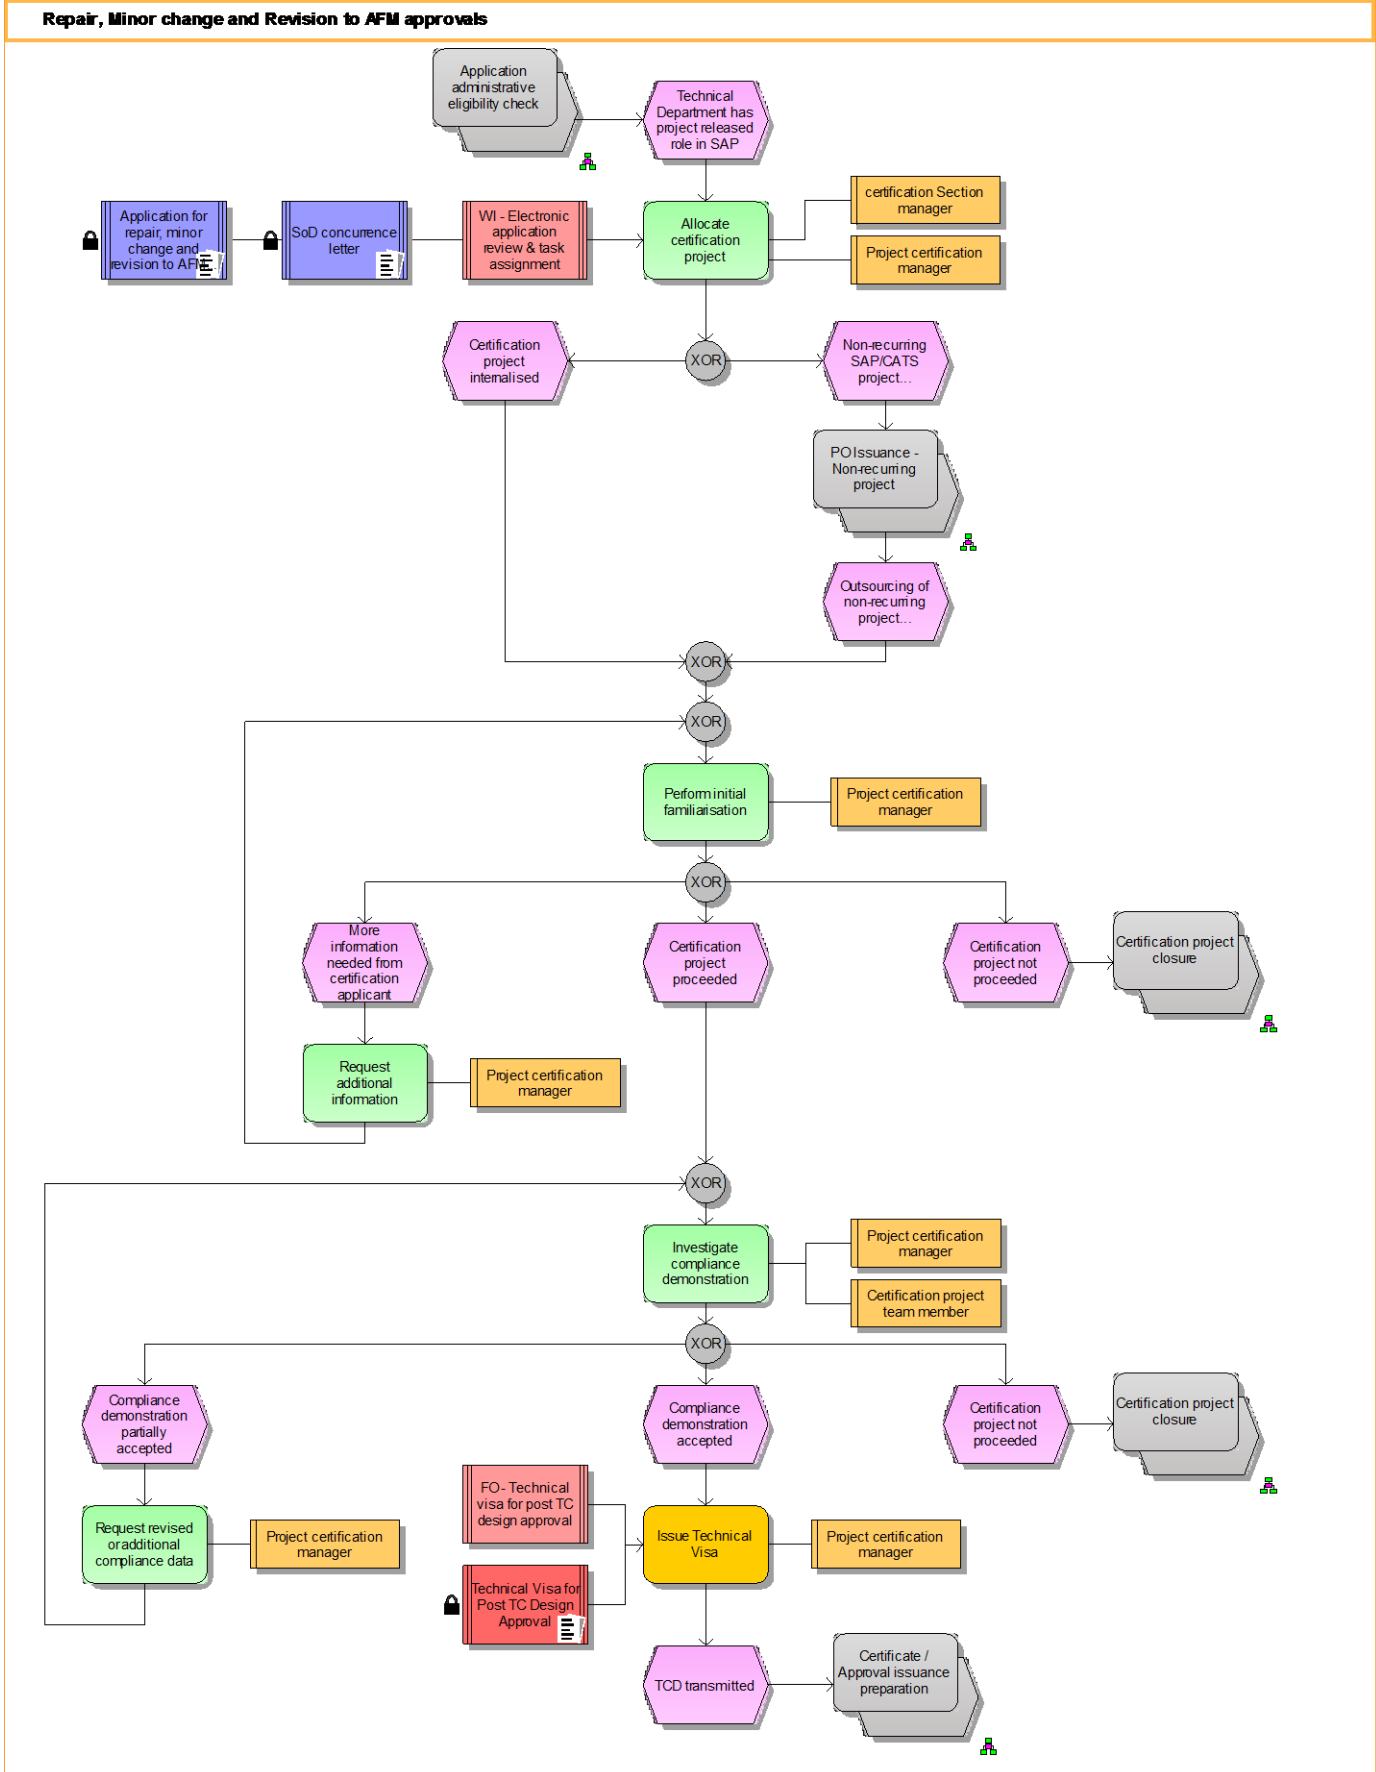 Repair, Minor change and Revision to AFM approvals
Application
administrative
eligibility check
Technical
Department has
project released
role in SAP
certification Section
manager
Application for
repair, minor
change and
revision to AFM...
SoD concurrence
letter
WI - Electronic
application
review & task
assignment
Allocate
certification
project
Project certification
manager
Certification
project
internalised
XOR
Non-recurring
SAP/CATS
project...
PO Issuance -
Non-recurring
project
Outsourcing of
non-recurring
project...
XOR
XOR
Perform initial
familiarisation
Project certification
manager
XOR
More
information
needed from
certification
applicant
Certification
project
proceeded
Certification
project not
proceeded
Certification project
closure
Request
additional
information
Project certification
manager
XOR
Investigate
compliance
demonstration
Project certification
manager
Certification project
team member
XOR
Compliance
demonstration
partially
accepted
Compliance
demonstration
accepted
Certification
project not
proceeded
Certification project
closure
FO - Technical
visa for post TC
design approval
Request revised
or additional
compliance data
Project certification
manager
Issue Technical
Visa
Project certification
manager
Technical Visa for
Post TC Design
Approval
TCD transmitted
Certificate /
Approval issuance
preparation